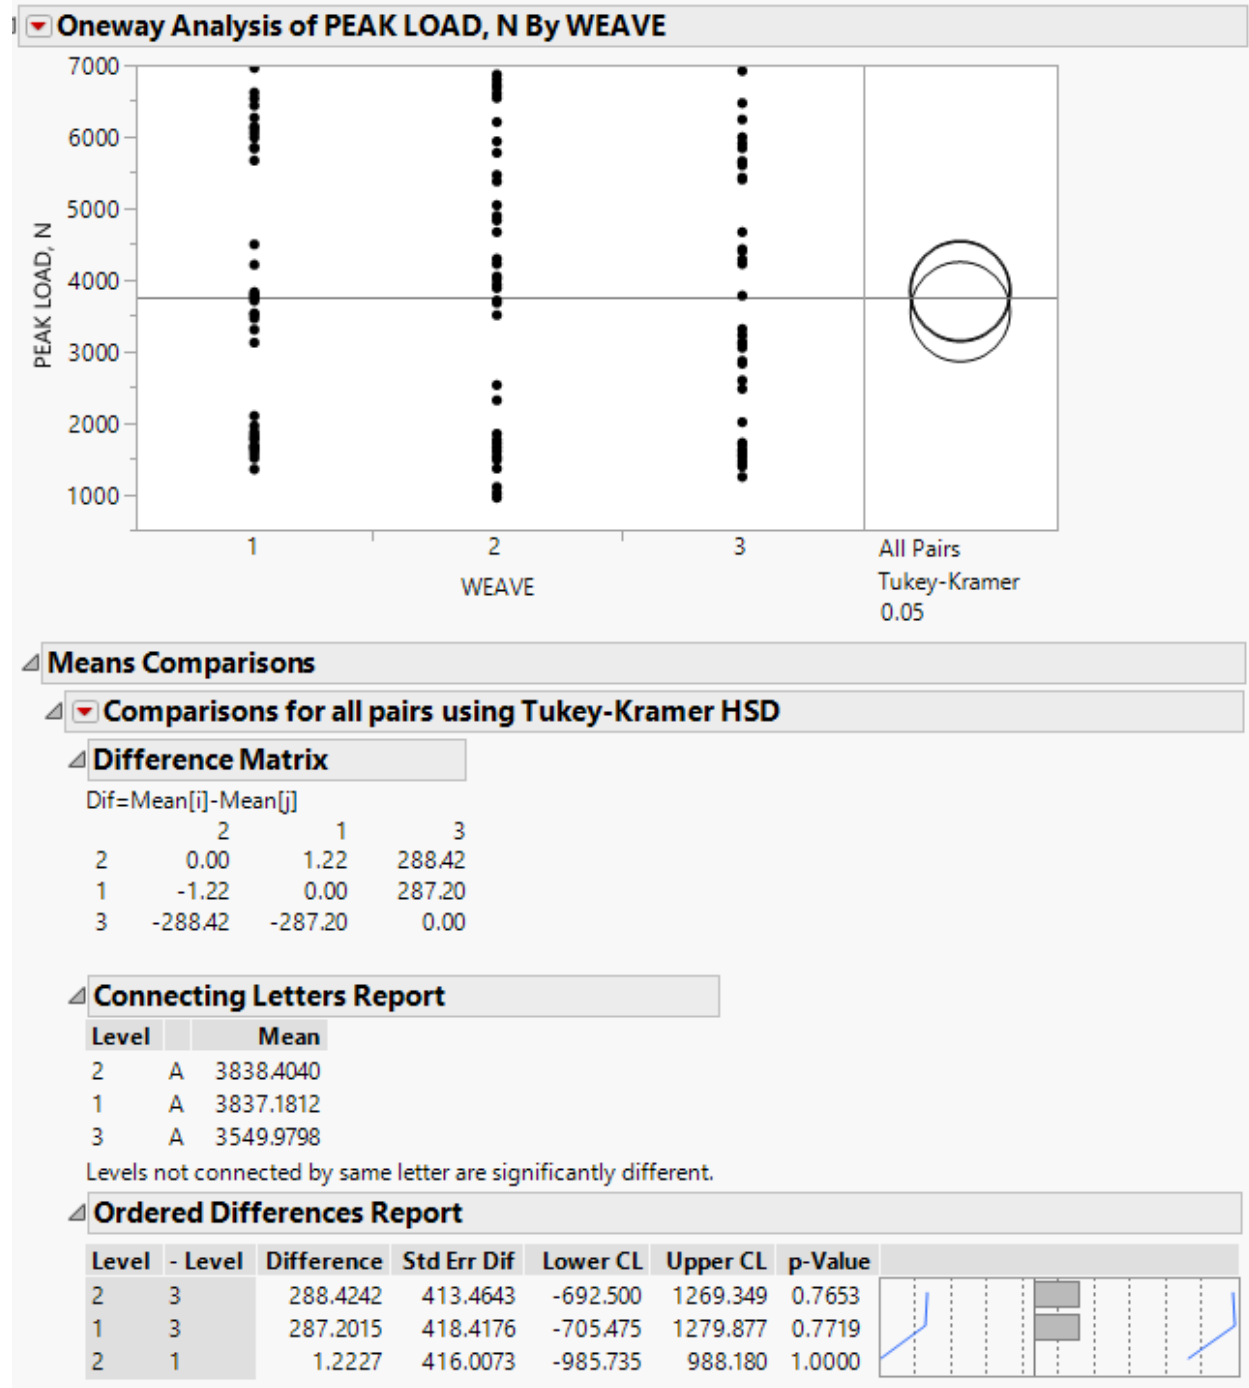 Oneway Analysis of PEAK LOAD, N By WEAVE
7000
6000
5000
4000
3000
2000
1000
PEAK LOAD, N
1 2 3
WEAVE
All Pairs
Tukey-Kramer
0.05
Means Comparisons
Comparisons for all pairs using Tukey-Kramer HSD
Difference Matrix
Dif=Mean[i]-Mean[j]
2 1 3
2 0.00 1.22 288.42
1 -1.22 0.00 287.20
3 -288.42 -287.20 0.00
Connecting Letters Report
Level Mean
2 A 3838.4040
1 A 3837.1812
3 A 3549.9798
Levels not connected by same letter are significantly different.
Ordered Differences Report
Level - Level Difference Std Err Dif Lower CL Upper CL p-Value
2 3 288.4242 413.4643 -692.500 1269.349 0.7653
1 3 287.2015 418.4176 -705.475 1279.877 0.7719
2 1 1.2227 416.0073 -985.735 988.180 1.0000